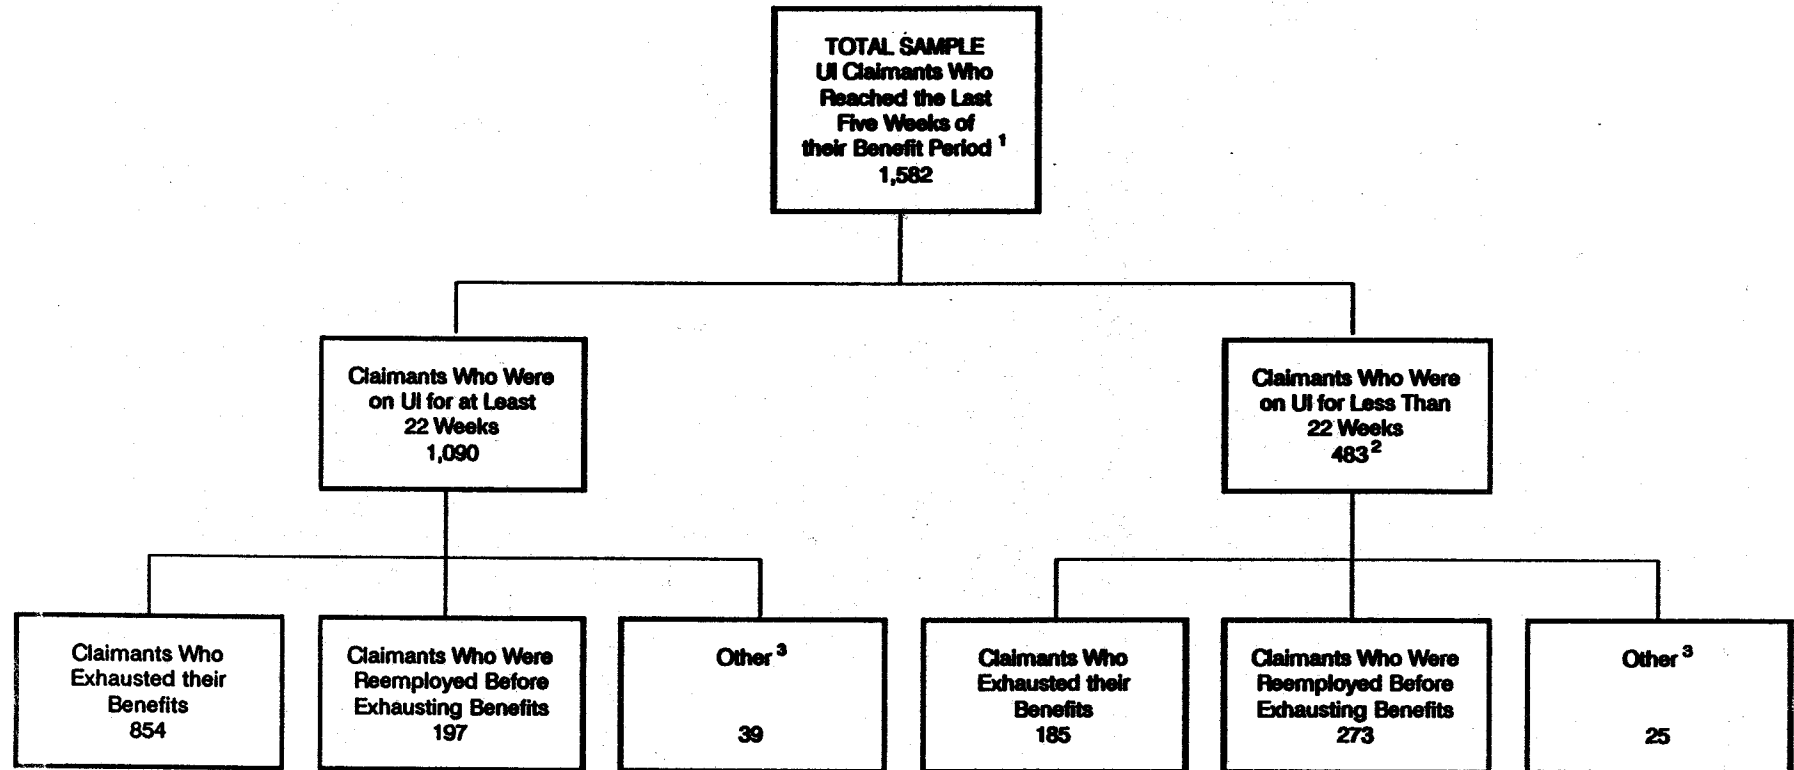 TOTAL SAMPLE
UI Claimants Who
Reached the Last
Five Weeks of
their Benefit Period ¹
1,582
Claimants Who Were
on UI for at Least
22 Weeks
1,090
Claimants Who Were
on UI for Less Than
22 Weeks
483²
Claimants Who
Exhausted their
Benefits
854
Claimants Who Were
Reemployed Before
Exhausting Benefits
197
Other ³
39
Claimants Who
Exhausted their
Benefits
185
Claimants Who Were
Reemployed Before
Exhausting Benefits
273
Other ³
25